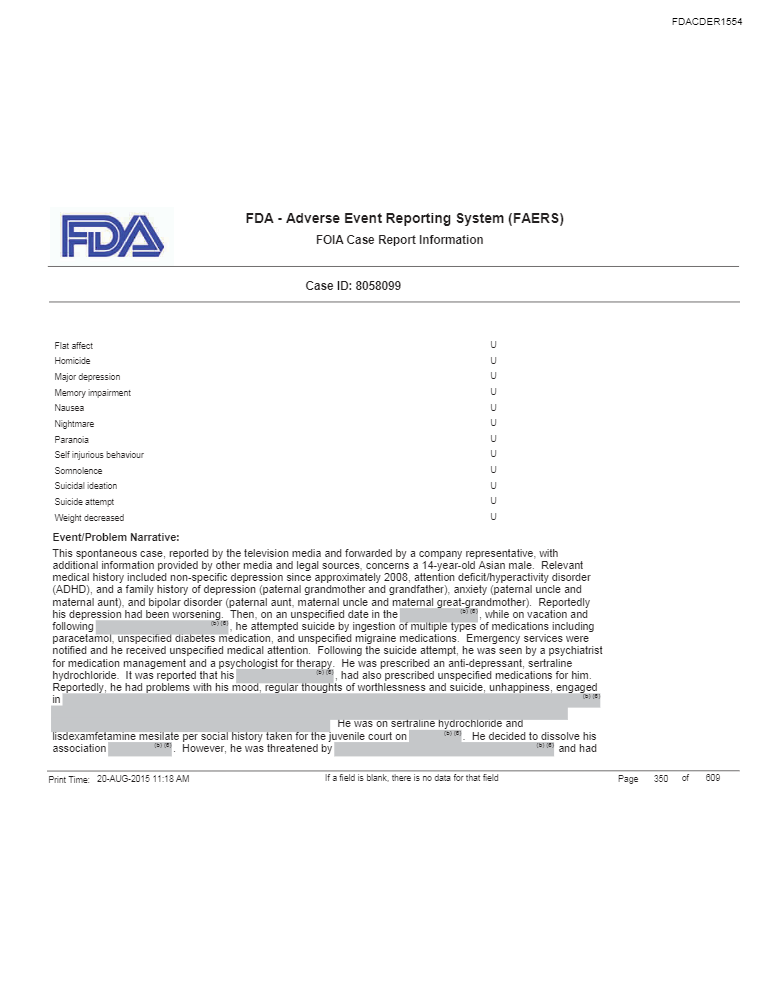 FDACDER1554
FDA
FDA - Adverse Event Reporting System (FAERS)
FOIA Case Report Information
Case ID: 8058099
Flat affect U
Homicide U
Major depression U
Memory impairment U
Nausea U
Nightmare U
Paranoia U
Self injurious behaviour U
Somnolence U
Suicidal ideation U
Suicide attempt U
Weight decreased U
Event/Problem Narrative:
This spontaneous case, reported by the television media and forwarded by a company representative, with
additional information provided by other media and legal sources, concerns a 14-year-old Asian male. Relevant
medical history included non-specific depression since approximately 2008, attention deficit/hyperactivity disorder
(ADHD), and a family history of depression (paternal grandmother and grandfather), anxiety (paternal uncle and
maternal aunt), and bipolar disorder (paternal aunt, maternal uncle and maternal great-grandmother). Reportedly
his depression had been worsening. Then, on an unspecified date in the (b) (6), while on vacation and
following (b) (6), he attempted suicide by ingestion of multiple types of medications including
paracetamol, unspecified diabetes medication, and unspecified migraine medications. Emergency services were
notified and he received unspecified medical attention. Following the suicide attempt, he was seen by a psychiatrist
for medication management and a psychologist for therapy. He was prescribed an anti-depressant, sertraline
hydrochloride. It was reported that his (b) (6), had also prescribed unspecified medications for him.
Reportedly, he had problems with his mood, regular thoughts of worthlessness and suicide, unhappiness, engaged
in (b) (6)
He was on sertraline hydrochloride and
lisdexamfetamine mesilate per social history taken for the juvenile court on (b) (6). He decided to dissolve his
association (b) (6). However, he was threatened by (b) (6) and had
Print Time: 20-AUG-2015 11:18 AM If a field is blank, there is no data for that field Page 350 of 609